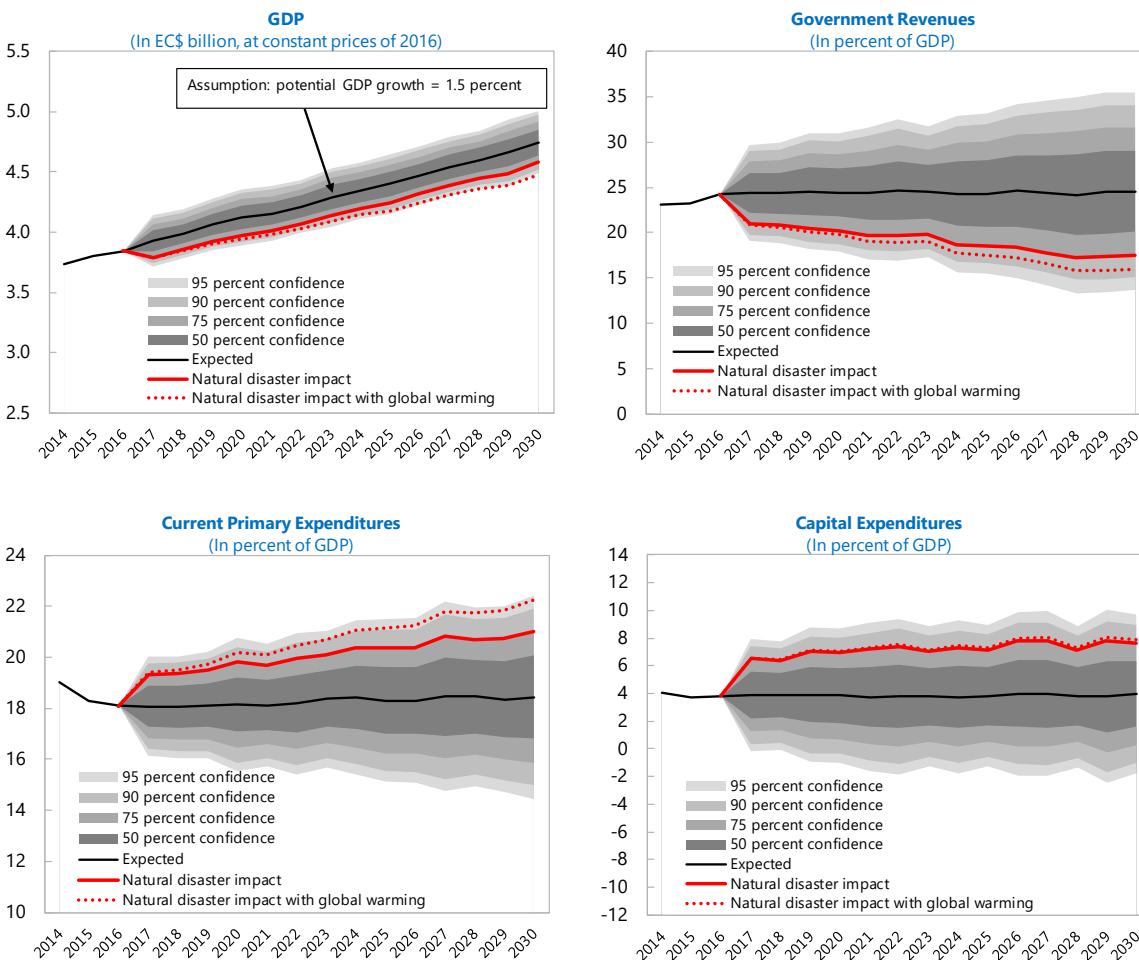 GDP
(In EC$ billion, at constant prices of 2016)
5.5
5.0
4.5
4.0
3.5
3.0
2.5
Assumption: potential GDP growth = 1.5 percent
95 percent confidence
90 percent confidence
75 percent confidence
50 percent confidence
Expected
Natural disaster impact
Natural disaster impact with global warming
2014 2015 2016 2017 2018 2019 2020 2021 2022 2023 2024 2025 2026 2027 2028 2029 2030
Government Revenues
(In percent of GDP)
40
35
30
25
20
15
10
5
0
95 percent confidence
90 percent confidence
75 percent confidence
50 percent confidence
Expected
Natural disaster impact
Natural disaster impact with global warming
2014 2015 2016 2017 2018 2019 2020 2021 2022 2023 2024 2025 2026 2027 2028 2029 2030
Current Primary Expenditures
(In percent of GDP)
24
22
20
18
16
14
12
10
95 percent confidence
90 percent confidence
75 percent confidence
50 percent confidence
Expected
Natural disaster impact
Natural disaster impact with global warming
2014 2015 2016 2017 2018 2019 2020 2021 2022 2023 2024 2025 2026 2027 2028 2029 2030
Capital Expenditures
(In percent of GDP)
14
12
10
8
6
4
2
0
-2
-4
-6
-8
-10
-12
95 percent confidence
90 percent confidence
75 percent confidence
50 percent confidence
Expected
Natural disaster impact
Natural disaster impact with global warming
2014 2015 2016 2017 2018 2019 2020 2021 2022 2023 2024 2025 2026 2027 2028 2029 2030